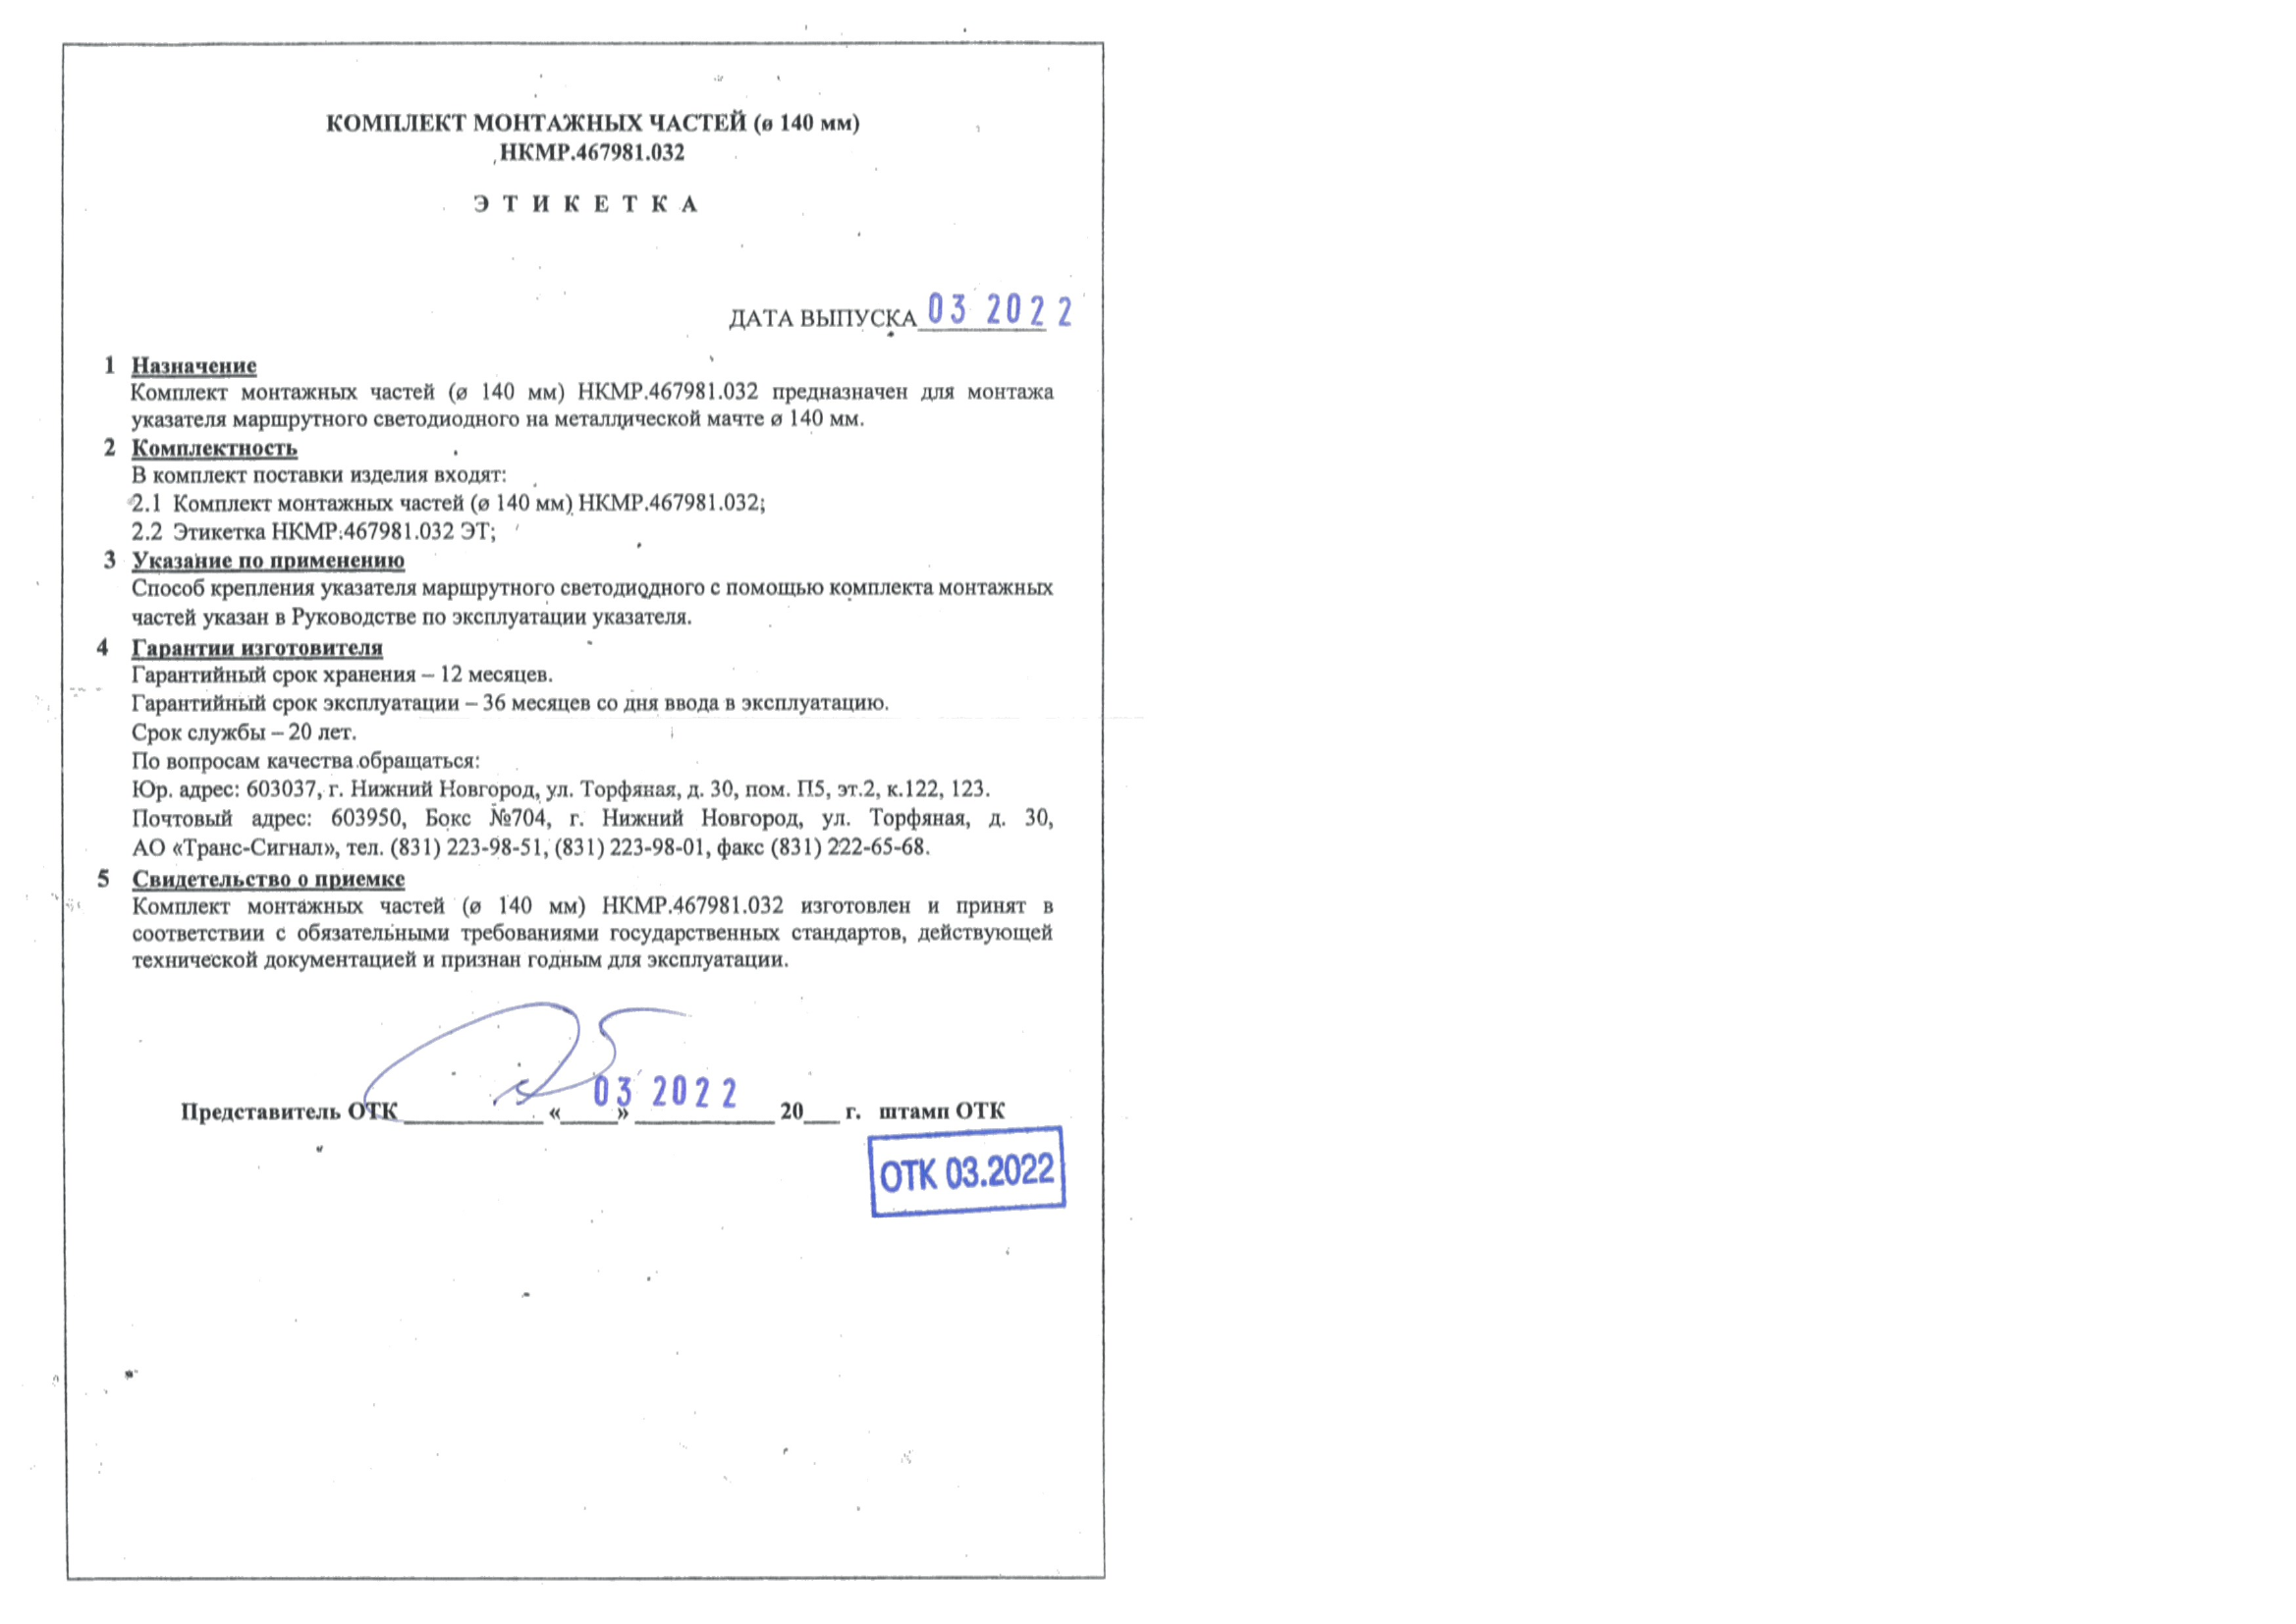 КОМПЛЕКТ МОНТАЖНЫХ ЧАСТЕЙ (ø 140 мм)
НКМР.467981.032
Э Т И К Е Т К А
ДАТА ВЫПУСКА 03 2022
1 Назначение
Комплект монтажных частей (ø 140 мм) НКМР.467981.032 предназначен для монтажа
указателя маршрутного светодиодного на металлической мачте ø 140 мм.
2 Комплектность
В комплект поставки изделия входят:
2.1 Комплект монтажных частей (ø 140 мм) НКМР.467981.032;
2.2 Этикетка НКМР.467981.032 ЭТ;
3 Указание по применению
Способ крепления указателя маршрутного светодиодного с помощью комплекта монтажных
частей указан в Руководстве по эксплуатации указателя.
4 Гарантии изготовителя
Гарантийный срок хранения – 12 месяцев.
Гарантийный срок эксплуатации – 36 месяцев со дня ввода в эксплуатацию.
Срок службы – 20 лет.
По вопросам качества обращаться:
Юр. адрес: 603037, г. Нижний Новгород, ул. Торфяная, д. 30, пом. П5, эт.2, к.122, 123.
Почтовый адрес: 603950, Бокс №704, г. Нижний Новгород, ул. Торфяная, д. 30,
АО «Транс-Сигнал», тел. (831) 223-98-51, (831) 223-98-01, факс (831) 222-65-68.
5 Свидетельство о приемке
Комплект монтажных частей (ø 140 мм) НКМР.467981.032 изготовлен и принят в
соответствии с обязательными требованиями государственных стандартов, действующей
технической документацией и признан годным для эксплуатации.
03 2022
Представитель ОТК ____________ «_____» ____________ 20___ г. штамп ОТК
ОТК 03.2022